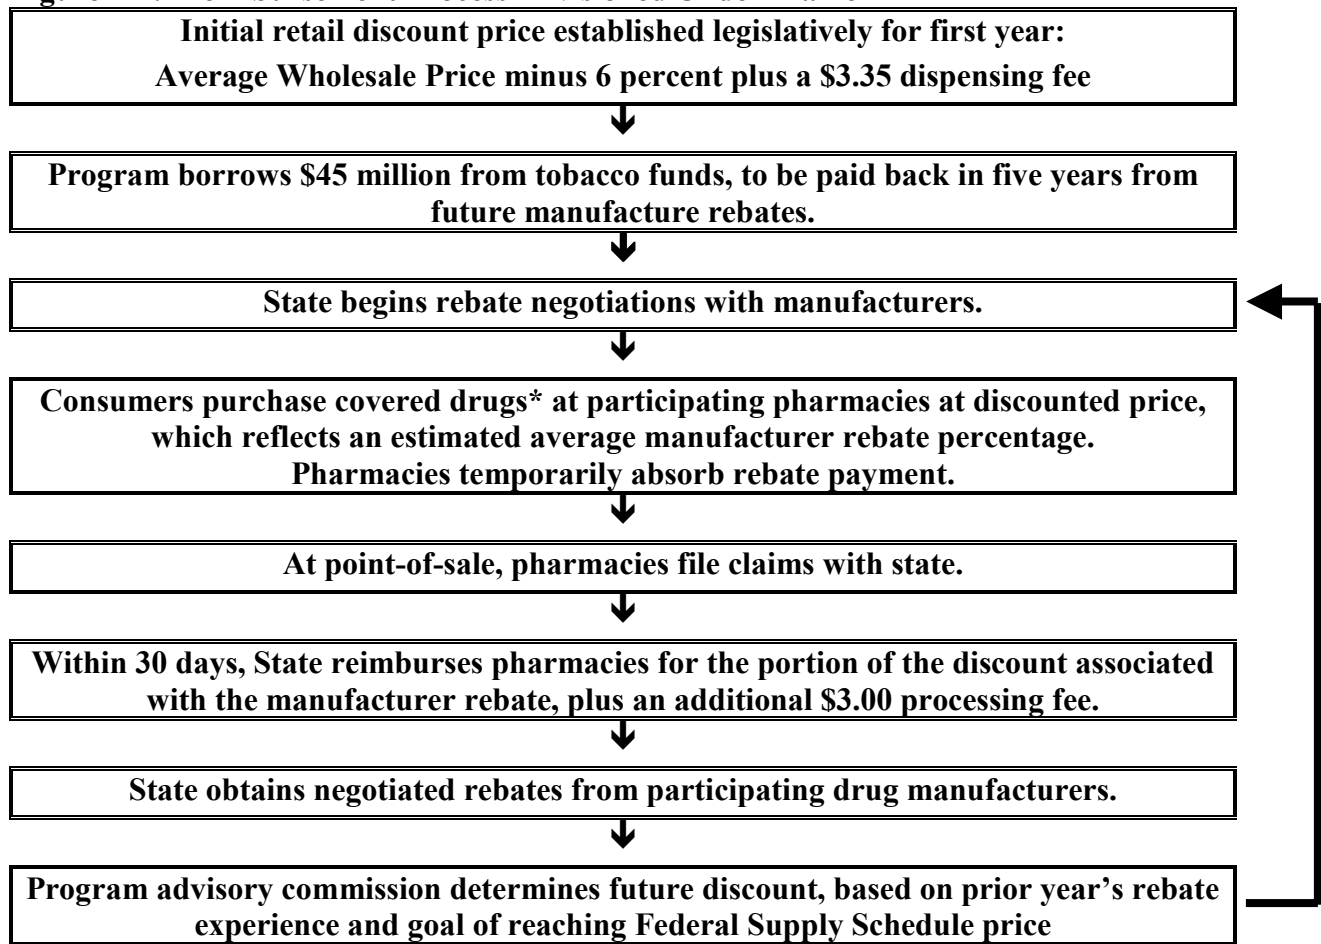 Initial retail discount price established legislatively for first year:
Average Wholesale Price minus 6 percent plus a $3.35 dispensing fee
Program borrows $45 million from tobacco funds, to be paid back in five years from
future manufacture rebates.
State begins rebate negotiations with manufacturers.
Consumers purchase covered drugs* at participating pharmacies at discounted price,
which reflects an estimated average manufacturer rebate percentage.
Pharmacies temporarily absorb rebate payment.
At point-of-sale, pharmacies file claims with state.
Within 30 days, State reimburses pharmacies for the portion of the discount associated
with the manufacturer rebate, plus an additional $3.00 processing fee.
State obtains negotiated rebates from participating drug manufacturers.
Program advisory commission determines future discount, based on prior year’s rebate
experience and goal of reaching Federal Supply Schedule price